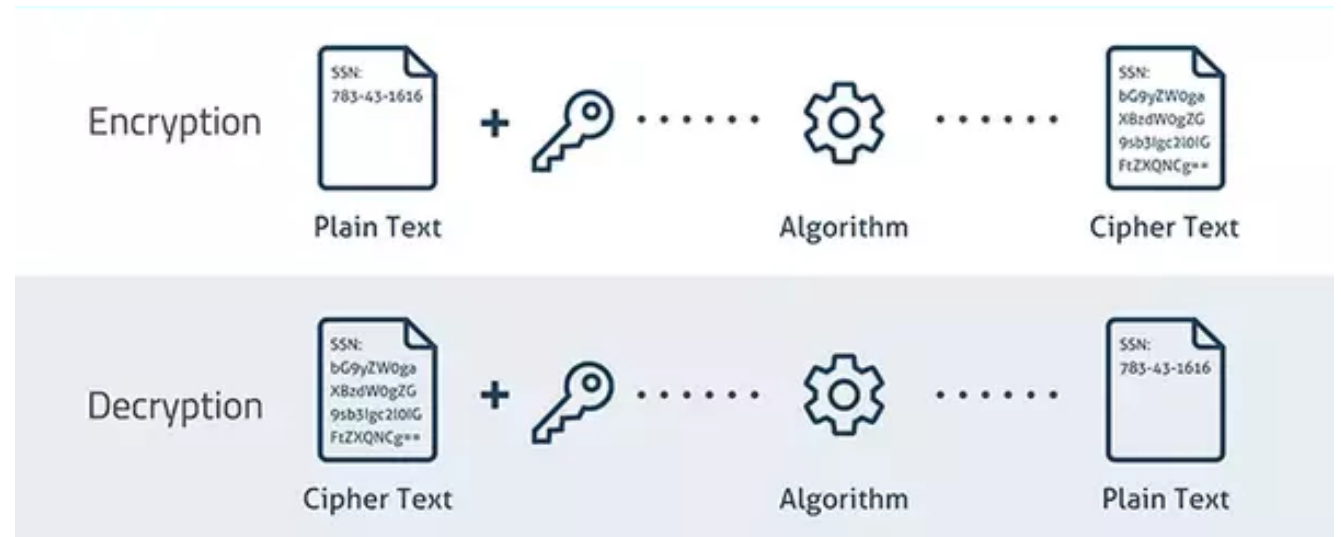 Encryption
SSN:
783-43-1616
+
Plain Text
Algorithm
SSN:
bG9yZW0ga
XBzdW0gZG
9sb3Igc2l0IG
FtZXQNCg==
Cipher Text
Decryption
SSN:
bG9yZW0ga
XBzdW0gZG
9sb3Igc2l0IG
FtZXQNCg==
Cipher Text
+
Algorithm
SSN:
783-43-1616
Plain Text